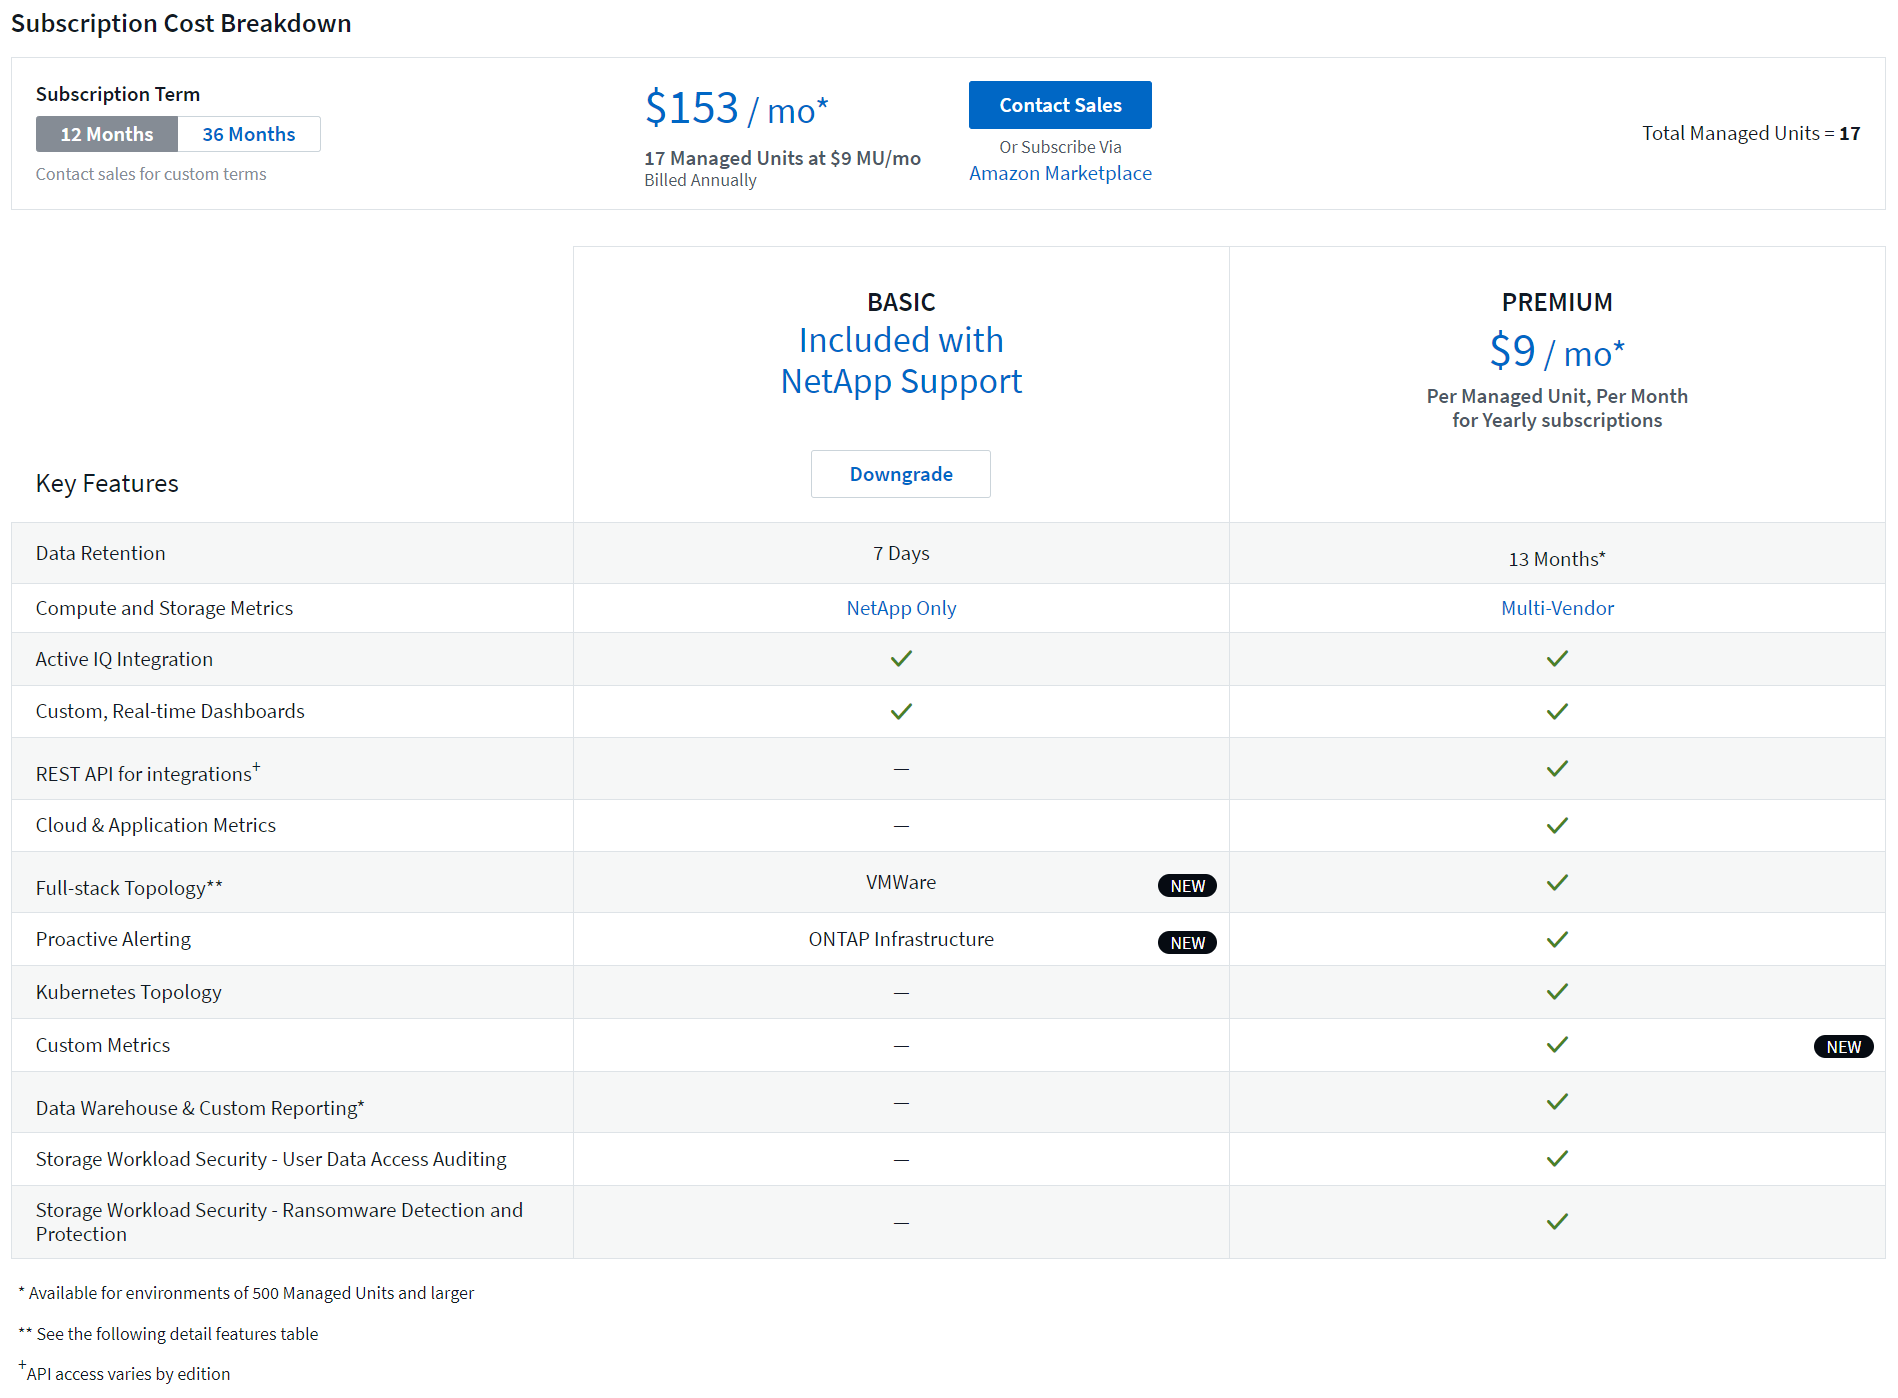 Subscription Cost Breakdown
Subscription Term
12 Months
36 Months
Contact sales for custom terms
$153 / mo*
17 Managed Units at $9 MU/mo
Billed Annually
Contact Sales
Or Subscribe Via
Amazon Marketplace
Total Managed Units = 17
Key Features
BASIC
Included with
NetApp Support
Downgrade
PREMIUM
$9 / mo*
Per Managed Unit, Per Month
for Yearly subscriptions
Data Retention
7 Days
13 Months*
Compute and Storage Metrics
NetApp Only
Multi-Vendor
Active IQ Integration
Custom, Real-time Dashboards
REST API for integrations+
—
Cloud & Application Metrics
—
Full-stack Topology**
VMWare
NEW
Proactive Alerting
ONTAP Infrastructure
NEW
Kubernetes Topology
—
Custom Metrics
—
NEW
Data Warehouse & Custom Reporting*
—
Storage Workload Security - User Data Access Auditing
—
Storage Workload Security - Ransomware Detection and
Protection
—
* Available for environments of 500 Managed Units and larger
** See the following detail features table
+API access varies by edition